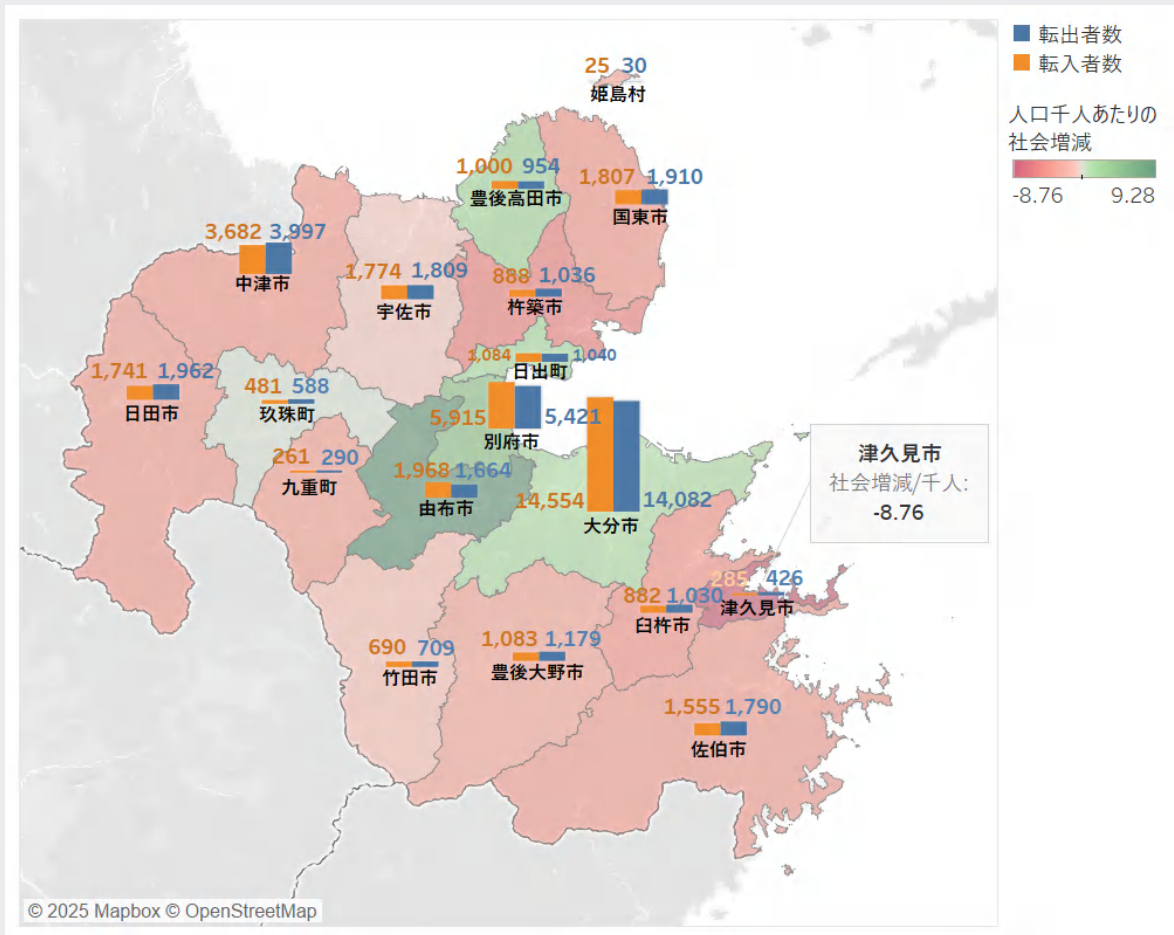 転出者数
転入者数
人口千人あたりの
社会増減
-8.76 9.28
25 30
姫島村
1,000 954
豊後高田市
1,807 1,910
国東市
3,682 3,997
中津市
1,774 1,809
宇佐市
888 1,036
杵築市
1,084 1,040
日出町
1,741 1,962
日田市
481 588
玖珠町
5,915 5,421
別府市
261 290
九重町
1,968 1,664
由布市
14,554 14,082
大分市
津久見市
社会増減/千人:
-8.76
285 426
津久見市
882 1,030
臼杵市
690 709
竹田市
1,083 1,179
豊後大野市
1,555 1,790
佐伯市
© 2025 Mapbox © OpenStreetMap